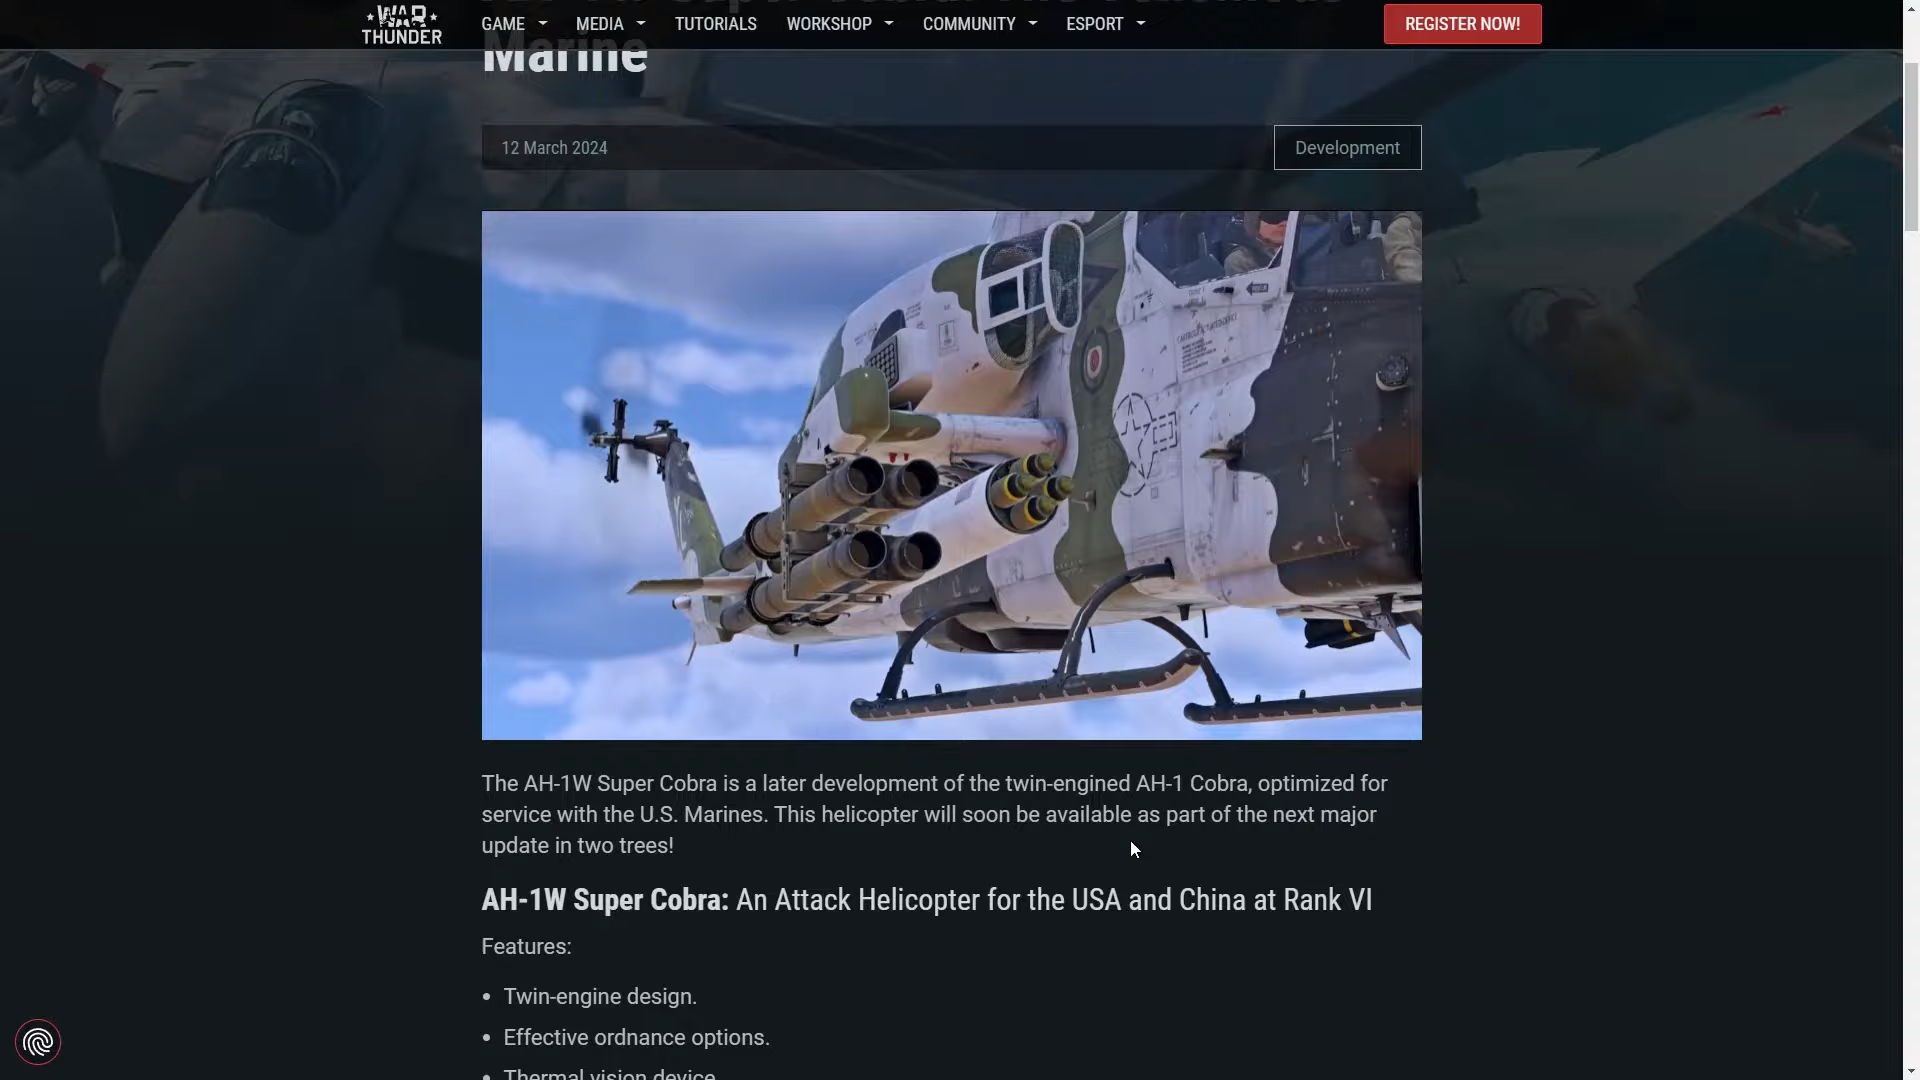 WAR THUNDER
GAME
MEDIA
TUTORIALS
WORKSHOP
COMMUNITY
ESPORT
REGISTER NOW!
Marine
12 March 2024
Development
The AH-1W Super Cobra is a later development of the twin-engined AH-1 Cobra, optimized for
service with the U.S. Marines. This helicopter will soon be available as part of the next major
update in two trees!
AH-1W Super Cobra: An Attack Helicopter for the USA and China at Rank VI
Features:
• Twin-engine design.
• Effective ordnance options.
• Thermal vision device